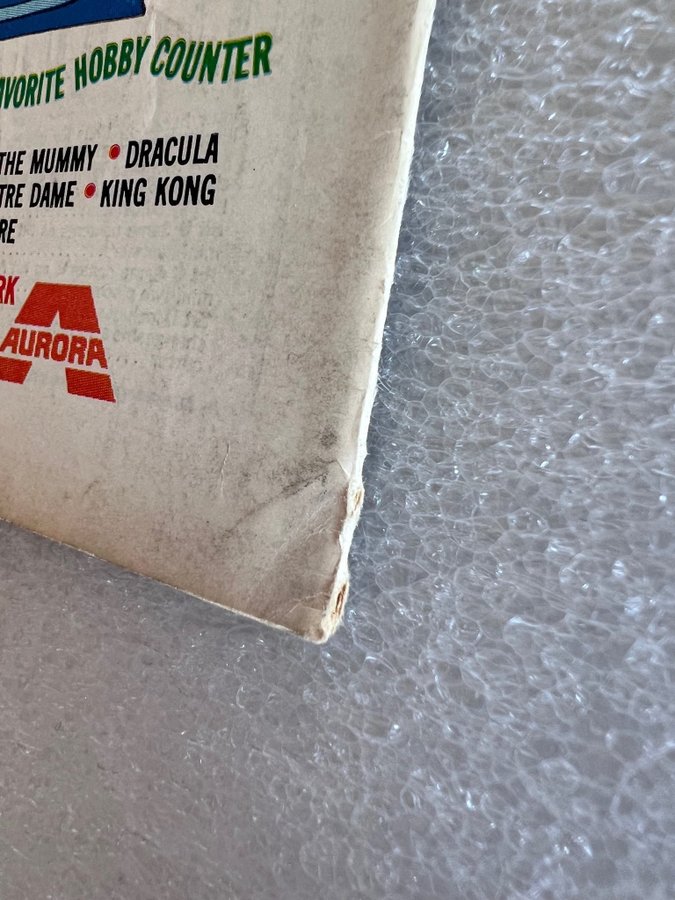 AVORITE HOBBY COUNTER
THE MUMMY • DRACULA
TRE DAME • KING KONG
RE
RK
AURORA